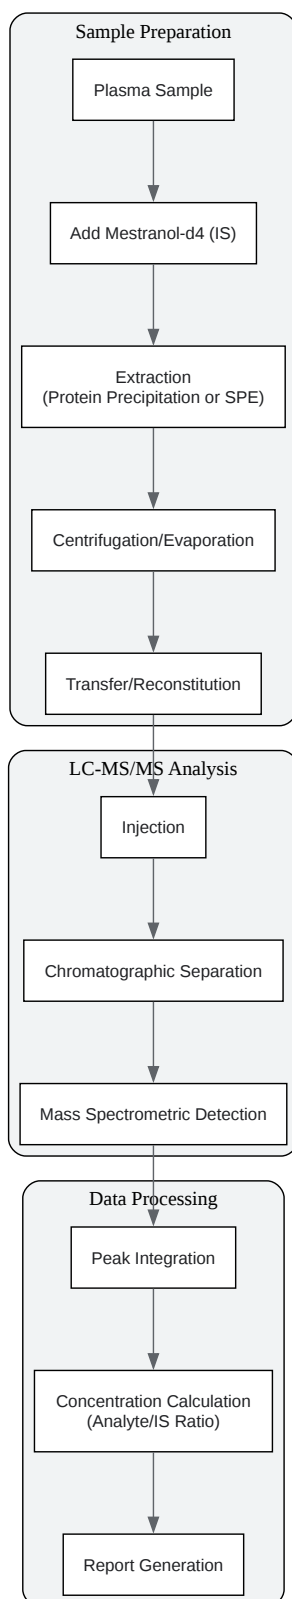 Sample Preparation
Plasma Sample
Add Mestranol-d4 (IS)
Extraction
(Protein Precipitation or SPE)
Centrifugation/Evaporation
Transfer/Reconstitution
LC-MS/MS Analysis
Injection
Chromatographic Separation
Mass Spectrometric Detection
Data Processing
Peak Integration
Concentration Calculation
(Analyte/IS Ratio)
Report Generation